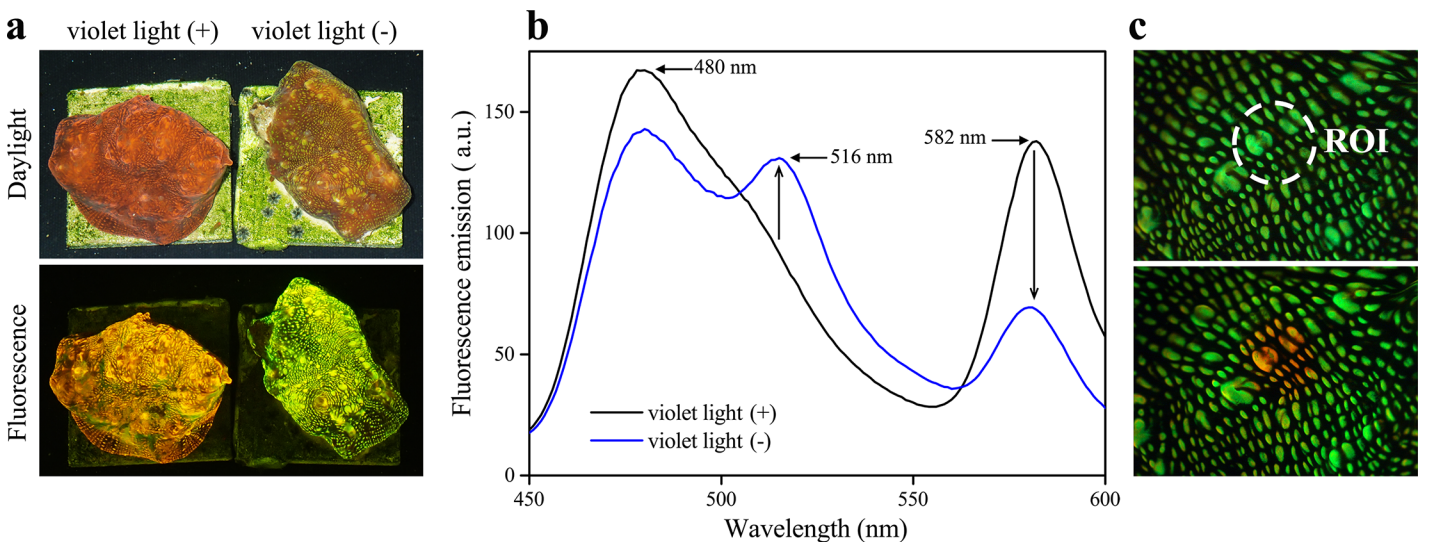 a
violet light (+)
violet light (-)
Daylight
Fluorescence
b
Fluorescence emission ( a.u.)
150
100
50
0
480 nm
516 nm
582 nm
violet light (+)
violet light (-)
450
500
550
600
Wavelength (nm)
c
ROI